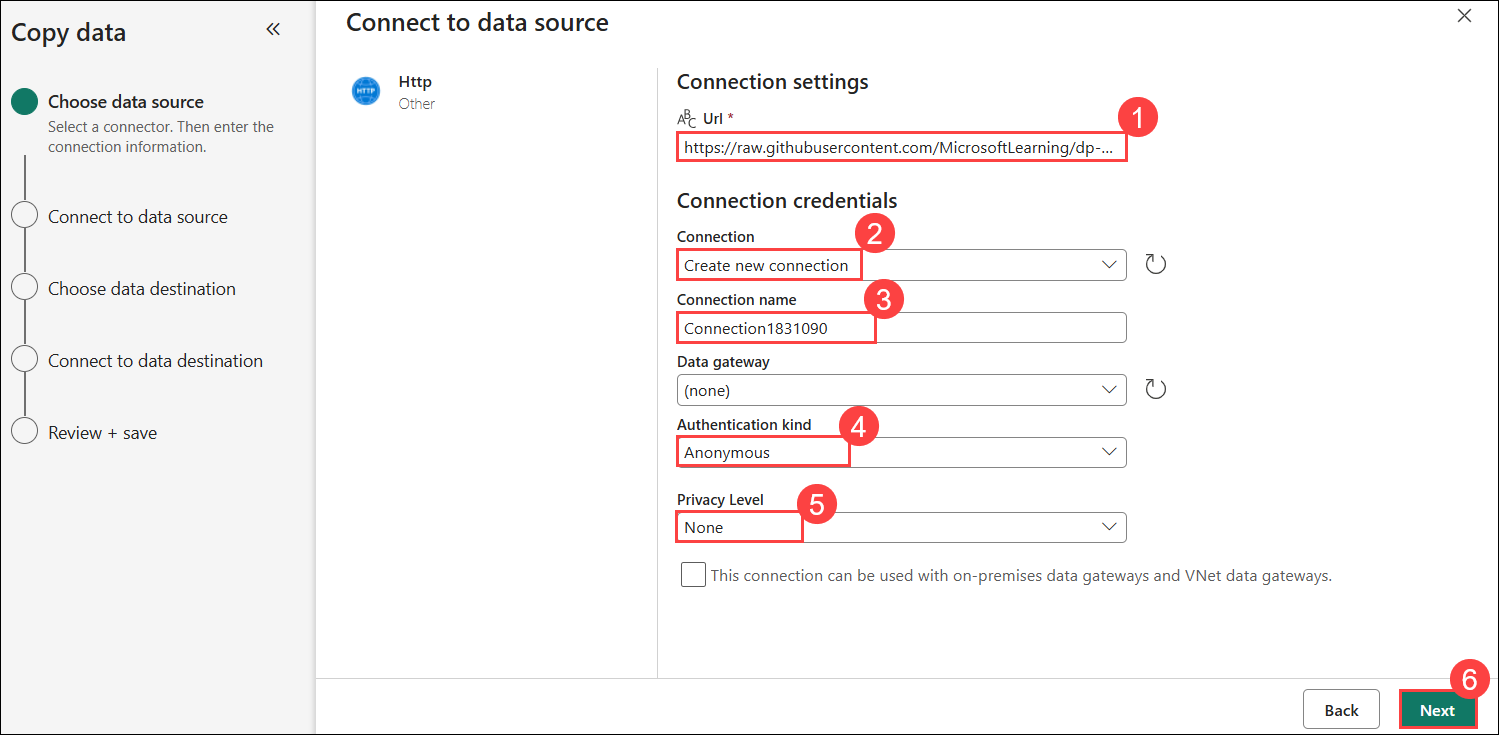 Copy data
Choose data source
Select a connector. Then enter the
connection information.
Connect to data source
Choose data destination
Connect to data destination
Review + save
Connect to data source
HTTP
Http
Other
Connection settings
ABC Url *
1
https://raw.githubusercontent.com/MicrosoftLearning/dp-...
Connection credentials
Connection
2
Create new connection
Connection name
3
Connection1831090
Data gateway
(none)
Authentication kind
4
Anonymous
Privacy Level
5
None
This connection can be used with on-premises data gateways and VNet data gateways.
6
Back
Next